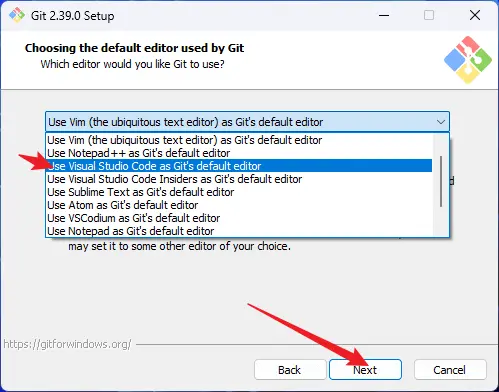 Git 2.39.0 Setup
Choosing the default editor used by Git
Which editor would you like Git to use?
Use Vim (the ubiquitous text editor) as Git's default editor
Use Vim (the ubiquitous text editor) as Git's default editor
Use Notepad++ as Git's default editor
Use Visual Studio Code as Git's default editor
Use Visual Studio Code Insiders as Git's default editor
Use Sublime Text as Git's default editor
Use Atom as Git's default editor
Use VSCodium as Git's default editor
Use Notepad as Git's default editor
may set it to some other editor of your choice.
https://gitforwindows.org/
Back
Next
Cancel